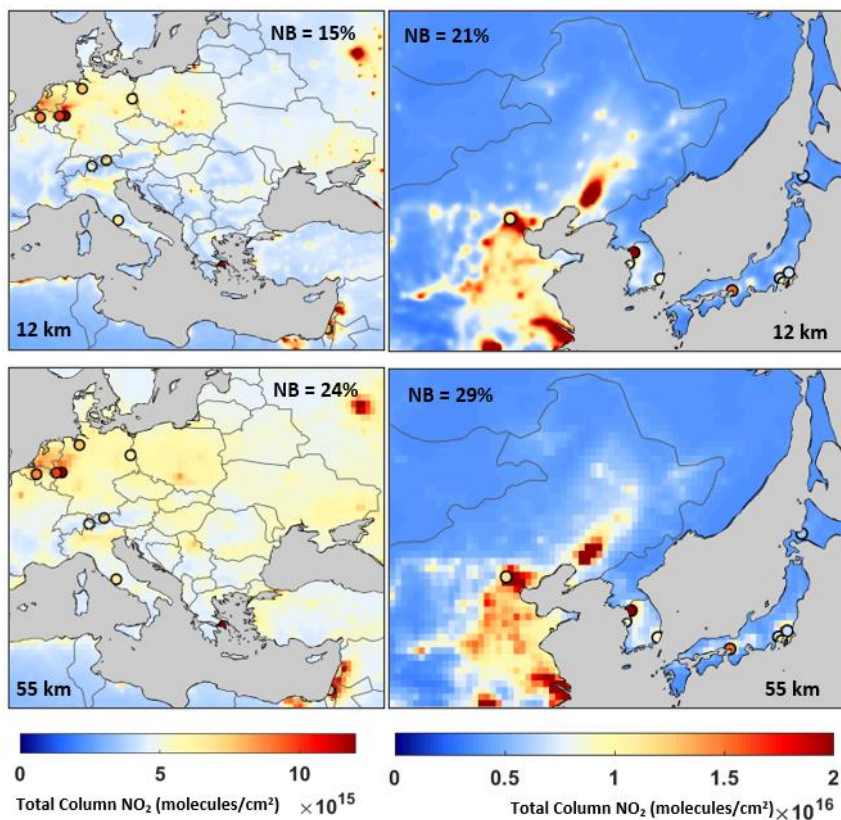 NB = 15%
NB = 21%
12 km
12 km
NB = 24%
NB = 29%
55 km
55 km
0 5 10
0 0.5 1 1.5 2
Total Column NO₂ (molecules/cm²) ×10¹⁵
Total Column NO₂ (molecules/cm²) ×10¹⁶